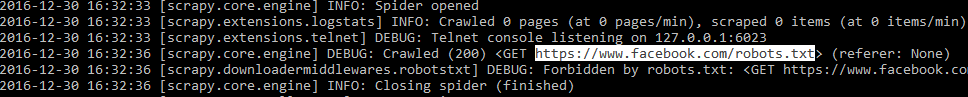 2016-12-30 16:32:33 [scrapy.core.engine] INFO: Spider opened
2016-12-30 16:32:33 [scrapy.extensions.logstats] INFO: Crawled 0 pages (at 0 pages/min), scraped 0 items (at 0 items/min)
2016-12-30 16:32:33 [scrapy.extensions.telnet] DEBUG: Telnet console listening on 127.0.0.1:6023
2016-12-30 16:32:36 [scrapy.core.engine] DEBUG: Crawled (200) <GET https://www.facebook.com/robots.txt> (referer: None)
2016-12-30 16:32:36 [scrapy.downloadermiddlewares.robotstxt] DEBUG: Forbidden by robots.txt: <GET https://www.facebook.co
2016-12-30 16:32:36 [scrapy.core.engine] INFO: Closing spider (finished)